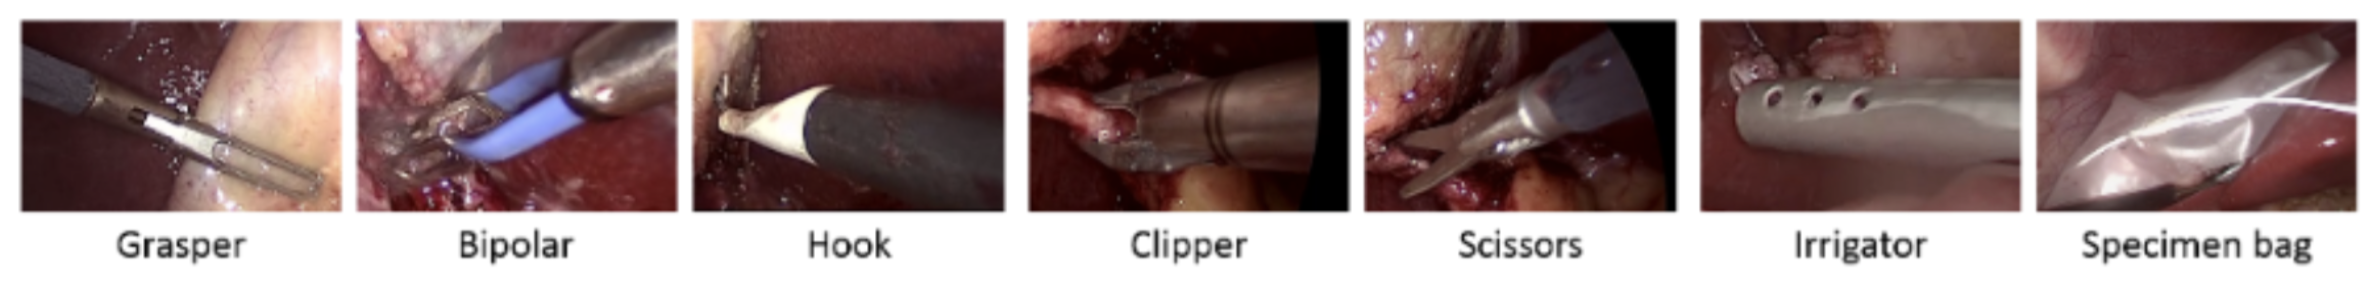 Grasper Bipolar Hook Clipper Scissors Irrigator Specimen bag